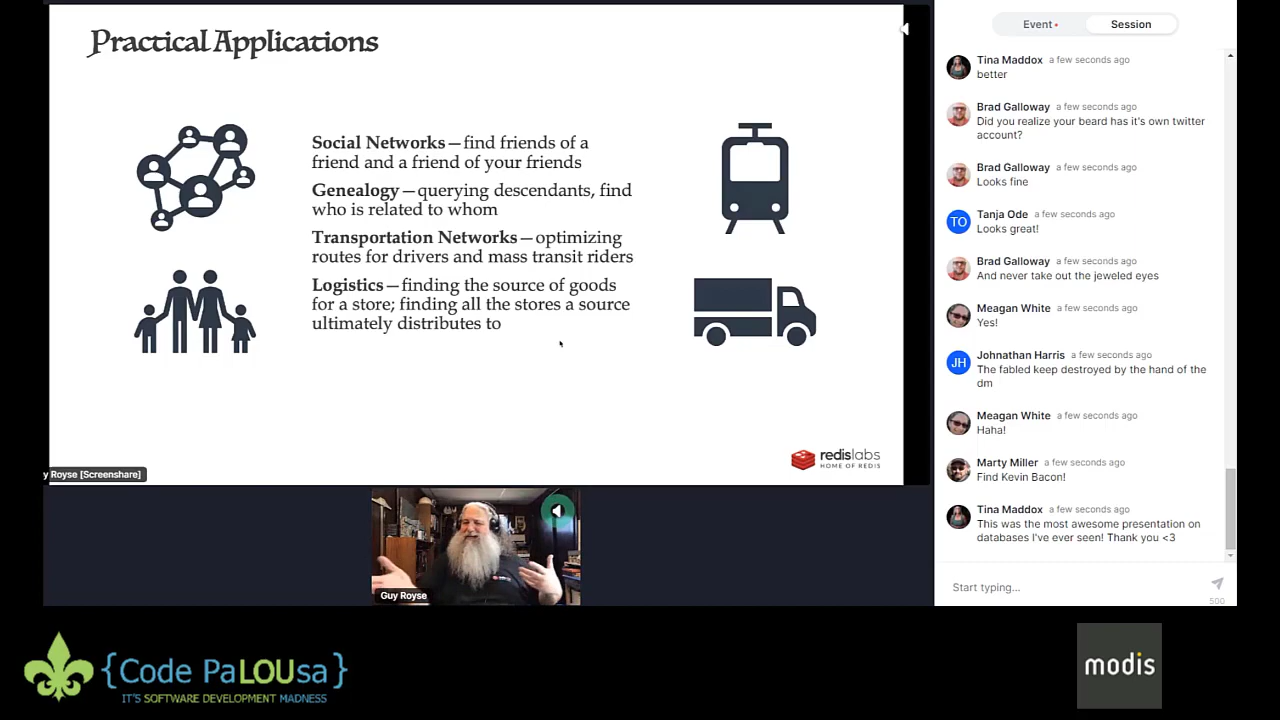 Practical Applications
Social Networks—find friends of a
friend and a friend of your friends
Genealogy—querying descendants, find
who is related to whom
Transportation Networks—optimizing
routes for drivers and mass transit riders
Logistics—finding the source of goods
for a store; finding all the stores a source
ultimately distributes to
redislabs
HOME OF REDIS
y Royse [Screenshare]
Guy Royse
Event
Session
Tina Maddox a few seconds ago
better
Brad Galloway a few seconds ago
Did you realize your beard has it's own twitter
account?
Brad Galloway a few seconds ago
Looks fine
TO
Tanja Ode a few seconds ago
Looks great!
Brad Galloway a few seconds ago
And never take out the jeweled eyes
Meagan White a few seconds ago
Yes!
JH
Johnathan Harris a few seconds ago
The fabled keep destroyed by the hand of the
dm
Meagan White a few seconds ago
Haha!
Marty Miller a few seconds ago
Find Kevin Bacon!
Tina Maddox a few seconds ago
This was the most awesome presentation on
databases I've ever seen! Thank you <3
Start typing...
500
{Code PaLOUsa}
IT'S SOFTWARE DEVELOPMENT MADNESS
modis